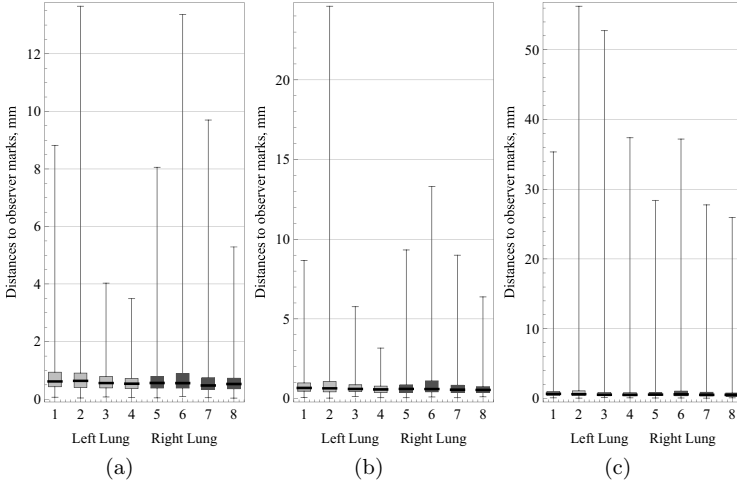 Distances to observer marks, mm
12
10
8
6
4
2
0
1 2 3 4 5 6 7 8
Left Lung Right Lung
(a)
Distances to observer marks, mm
20
15
10
5
0
1 2 3 4 5 6 7 8
Left Lung Right Lung
(b)
Distances to observer marks, mm
50
40
30
20
10
0
1 2 3 4 5 6 7 8
Left Lung Right Lung
(c)